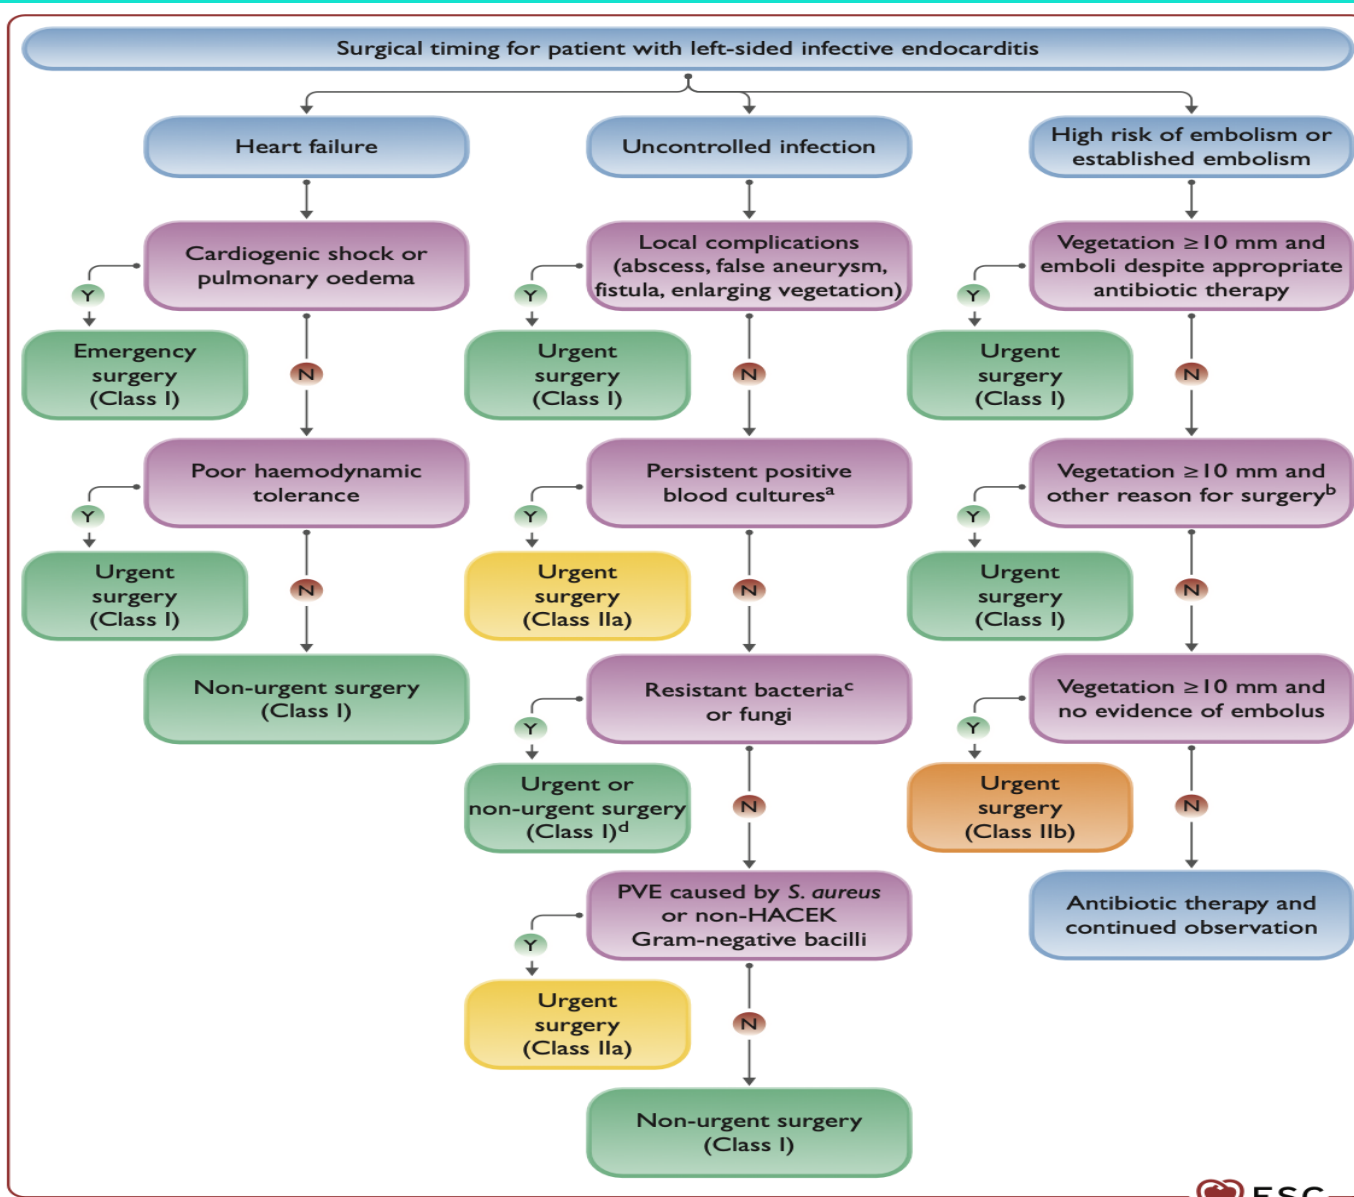 Surgical timing for patient with left-sided infective endocarditis
Heart failure
Uncontrolled infection
High risk of embolism or
established embolism
Cardiogenic shock or
pulmonary oedema
Local complications
(abscess, false aneurysm,
fistula, enlarging vegetation)
Vegetation ≥10 mm and
emboli despite appropriate
antibiotic therapy
Y
Y
Y
Emergency
surgery
(Class I)
N
Urgent
surgery
(Class I)
N
Urgent
surgery
(Class I)
N
Poor haemodynamic
tolerance
Persistent positive
blood culturesᵃ
Vegetation ≥10 mm and
other reason for surgeryᵇ
Y
Y
Y
Urgent
surgery
(Class I)
N
Urgent
surgery
(Class IIa)
N
Urgent
surgery
(Class I)
N
Non-urgent surgery
(Class I)
Resistant bacteriaᶜ
or fungi
Vegetation ≥10 mm and
no evidence of embolus
Y
Y
Urgent or
non-urgent surgery
(Class I)ᵈ
N
Urgent
surgery
(Class IIb)
N
PVE caused by S. aureus
or non-HACEK
Gram-negative bacilli
Antibiotic therapy and
continued observation
Y
Urgent
surgery
(Class IIa)
N
Non-urgent surgery
(Class I)
ESC